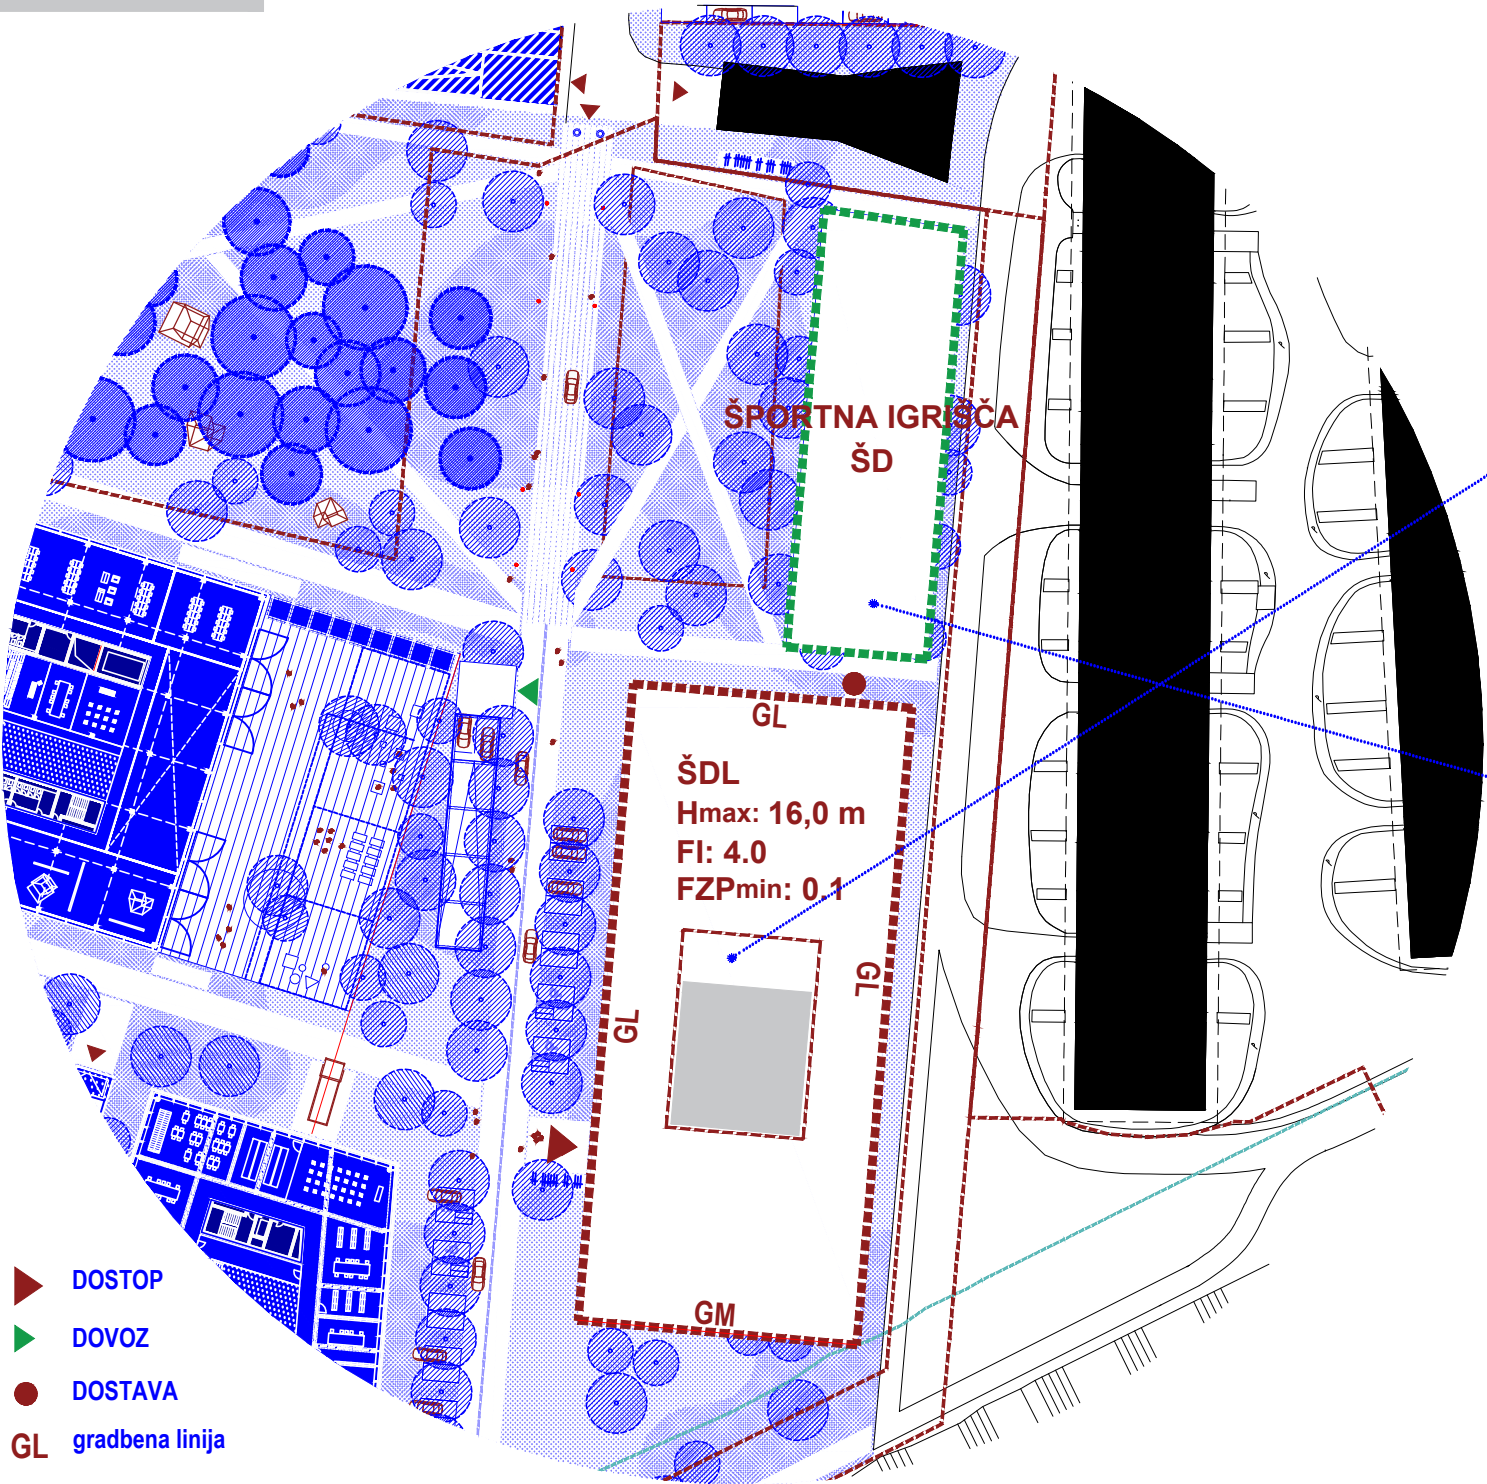 ŠPORTNA IGRIŠČA
ŠD
GL
ŠDL
Hmax: 16,0 m
FI: 4.0
FZPmin: 0.1
GL
GL
GM
DOSTOP
DOVOZ
DOSTAVA
GL gradbena linija